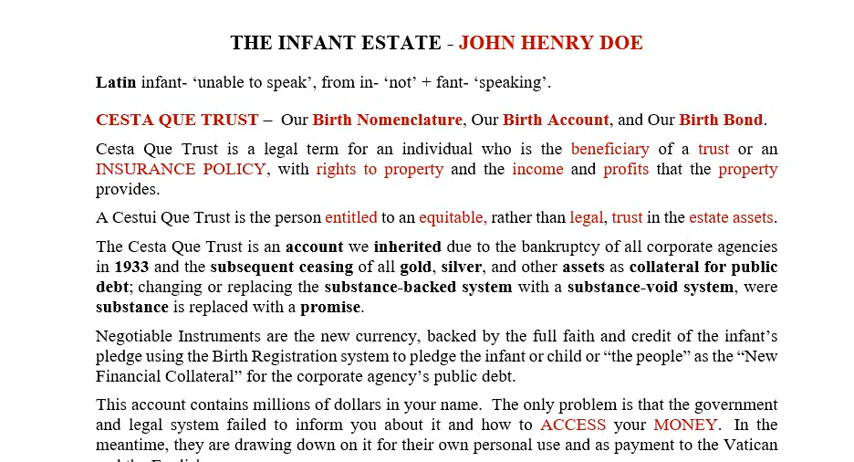 THE INFANT ESTATE - JOHN HENRY DOE
Latin infant- ‘unable to speak’, from in- ‘not’ + fant- ‘speaking’.
CESTA QUE TRUST – Our Birth Nomenclature, Our Birth Account, and Our Birth Bond.
Cesta Que Trust is a legal term for an individual who is the beneficiary of a trust or an
INSURANCE POLICY, with rights to property and the income and profits that the property
provides.
A Cestui Que Trust is the person entitled to an equitable, rather than legal, trust in the estate assets.
The Cesta Que Trust is an account we inherited due to the bankruptcy of all corporate agencies
in 1933 and the subsequent ceasing of all gold, silver, and other assets as collateral for public
debt; changing or replacing the substance-backed system with a substance-void system, were
substance is replaced with a promise.
Negotiable Instruments are the new currency, backed by the full faith and credit of the infant’s
pledge using the Birth Registration system to pledge the infant or child or “the people” as the “New
Financial Collateral” for the corporate agency’s public debt.
This account contains millions of dollars in your name. The only problem is that the government
and legal system failed to inform you about it and how to ACCESS your MONEY. In the
meantime, they are drawing down on it for their own personal use and as payment to the Vatican